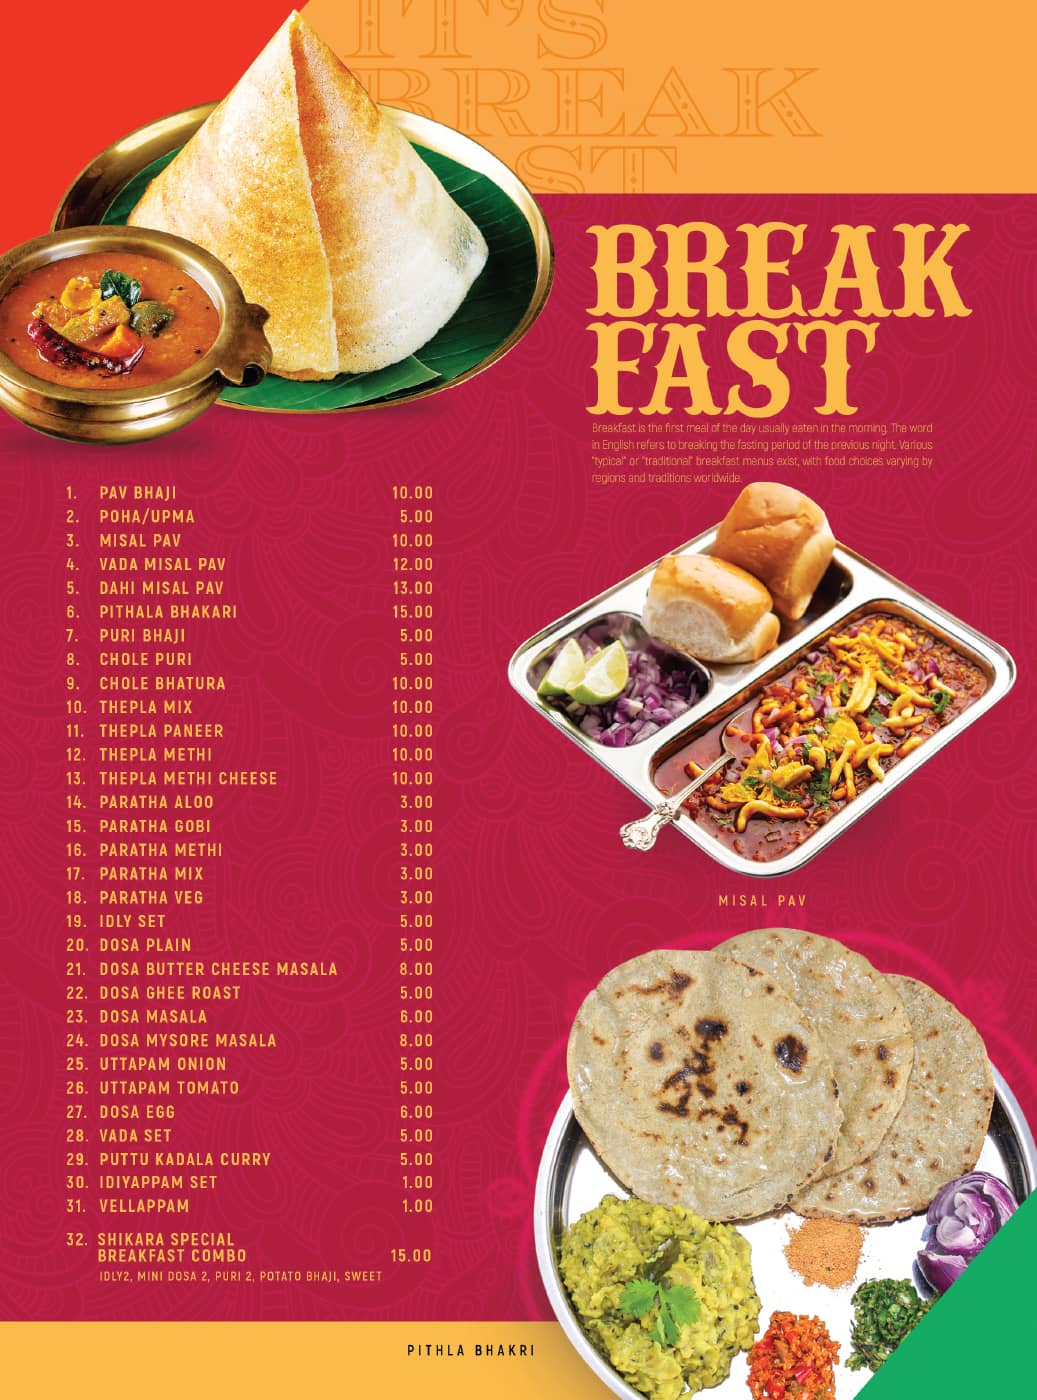 IT'S
BREAK
ST
BREAK
FAST
Breakfast is the first meal of the day usually eaten in the morning. The word
in English refers to breaking the fasting period of the previous night. Various
"typical" or "traditional" breakfast menus exist, with food choices varying by
regions and traditions worldwide.
1. PAV BHAJI 10.00
2. POHA/UPMA 5.00
3. MISAL PAV 10.00
4. VADA MISAL PAV 12.00
5. DAHI MISAL PAV 13.00
6. PITHALA BHAKARI 15.00
7. PURI BHAJI 5.00
8. CHOLE PURI 5.00
9. CHOLE BHATURA 10.00
10. THEPLA MIX 10.00
11. THEPLA PANEER 10.00
12. THEPLA METHI 10.00
13. THEPLA METHI CHEESE 10.00
14. PARATHA ALOO 3.00
15. PARATHA GOBI 3.00
16. PARATHA METHI 3.00
17. PARATHA MIX 3.00
18. PARATHA VEG 3.00
19. IDLY SET 5.00
20. DOSA PLAIN 5.00
21. DOSA BUTTER CHEESE MASALA 8.00
22. DOSA GHEE ROAST 5.00
23. DOSA MASALA 6.00
24. DOSA MYSORE MASALA 8.00
25. UTTAPAM ONION 5.00
26. UTTAPAM TOMATO 5.00
27. DOSA EGG 6.00
28. VADA SET 5.00
29. PUTTU KADALA CURRY 5.00
30. IDIYAPPAM SET 1.00
31. VELLAPPAM 1.00
32. SHIKARA SPECIAL
BREAKFAST COMBO 15.00
IDLY2, MINI DOSA 2, PURI 2, POTATO BHAJI, SWEET
MISAL PAV
PITHLA BHAKRI